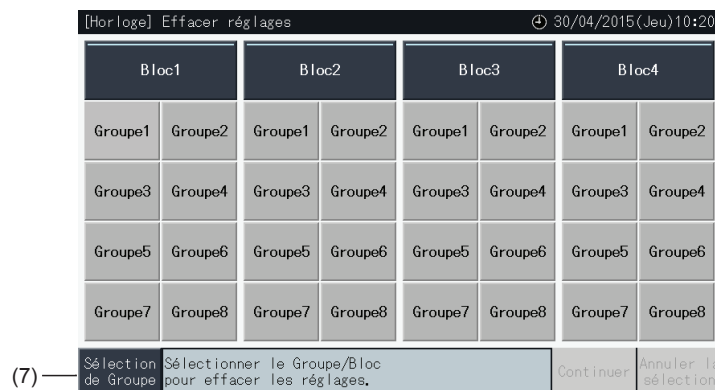 [Horloge] Effacer réglages 30/04/2015(Jeu)10:20
Bloc1 Bloc2 Bloc3 Bloc4
Groupe1 Groupe2 Groupe1 Groupe2 Groupe1 Groupe2 Groupe1 Groupe2
Groupe3 Groupe4 Groupe3 Groupe4 Groupe3 Groupe4 Groupe3 Groupe4
Groupe5 Groupe6 Groupe5 Groupe6 Groupe5 Groupe6 Groupe5 Groupe6
Groupe7 Groupe8 Groupe7 Groupe8 Groupe7 Groupe8 Groupe7 Groupe8
(7)
Sélection
de Groupe
Sélectionner le Groupe/Bloc
pour effacer les réglages.
Continuer
Annuler la
sélection